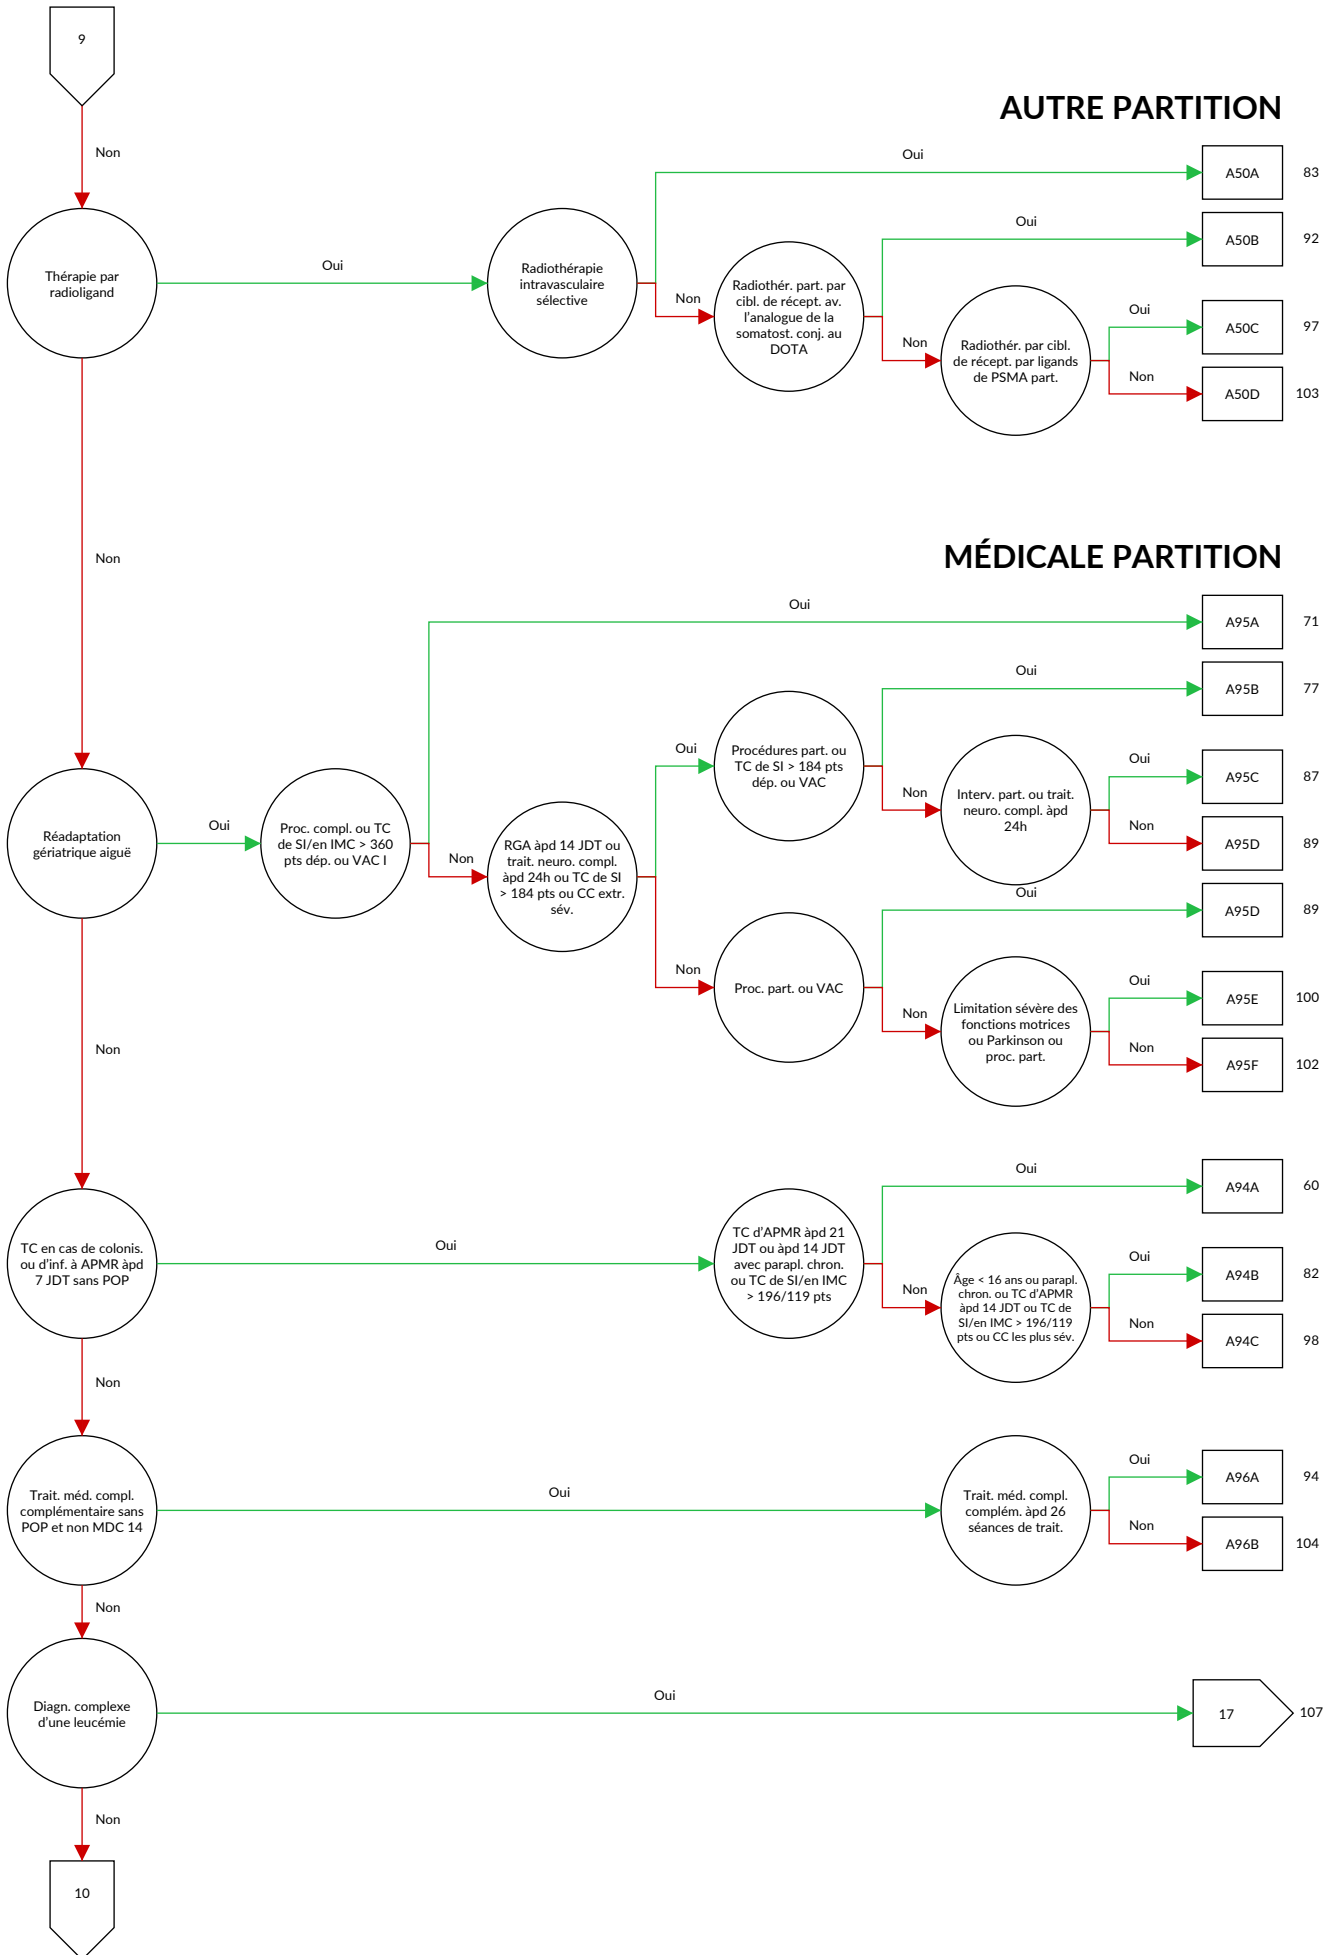 9
AUTRE PARTITION
Non
Oui
A50A
83
Oui
A50B
92
Thérapie par
radioligand
Oui
Radiothérapie
intravasculaire
sélective
Non
Radiothér. part. par
cibl. de récept. av.
l'analogue de la
somatost. conj. au
DOTA
Non
Radiothér. par cibl.
de récept. par ligands
de PSMA part.
Oui
A50C
97
Non
A50D
103
Non
MÉDICALE PARTITION
Oui
A95A
71
Oui
A95B
77
Oui
Procédures part. ou
TC de SI > 184 pts
dép. ou VAC
Non
Interv. part. ou trait.
neuro. compl. àpd
24h
Oui
A95C
87
Non
A95D
89
Réadaptation
gériatrique aiguë
Oui
Proc. compl. ou TC
de SI/en IMC > 360
pts dép. ou VAC I
Non
RGA àpd 14 JDT ou
trait. neuro. compl.
àpd 24h ou TC de SI
> 184 pts ou CC extr.
sév.
Oui
A95D
89
Non
Proc. part. ou VAC
Non
Limitation sévère des
fonctions motrices
ou Parkinson ou
proc. part.
Oui
A95E
100
Non
A95F
102
Non
Oui
A94A
60
TC en cas de colonis.
ou d'inf. à APMR àpd
7 JDT sans POP
Oui
TC d'APMR àpd 21
JDT ou àpd 14 JDT
avec parapl. chron.
ou TC de SI/en IMC
> 196/119 pts
Non
Âge < 16 ans ou parapl.
chron. ou TC d'APMR
àpd 14 JDT ou TC de
SI/en IMC > 196/119
pts ou CC les plus sév.
Oui
A94B
82
Non
A94C
98
Non
Trait. méd. compl.
complémentaire sans
POP et non MDC 14
Oui
Trait. méd. compl.
complém. àpd 26
séances de trait.
Oui
A96A
94
Non
A96B
104
Non
Diagn. complexe
d'une leucémie
Oui
17
107
Non
10